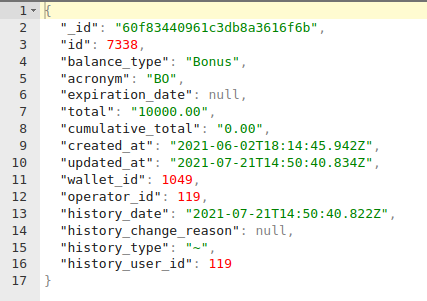 1 {
2 "_id": "60f83440961c3db8a3616f6b",
3 "id": 7338,
4 "balance_type": "Bonus",
5 "acronym": "BO",
6 "expiration_date": null,
7 "total": "10000.00",
8 "cumulative_total": "0.00",
9 "created_at": "2021-06-02T18:14:45.942Z",
10 "updated_at": "2021-07-21T14:50:40.834Z",
11 "wallet_id": 1049,
12 "operator_id": 119,
13 "history_date": "2021-07-21T14:50:40.822Z",
14 "history_change_reason": null,
15 "history_type": "~",
16 "history_user_id": 119
17 }